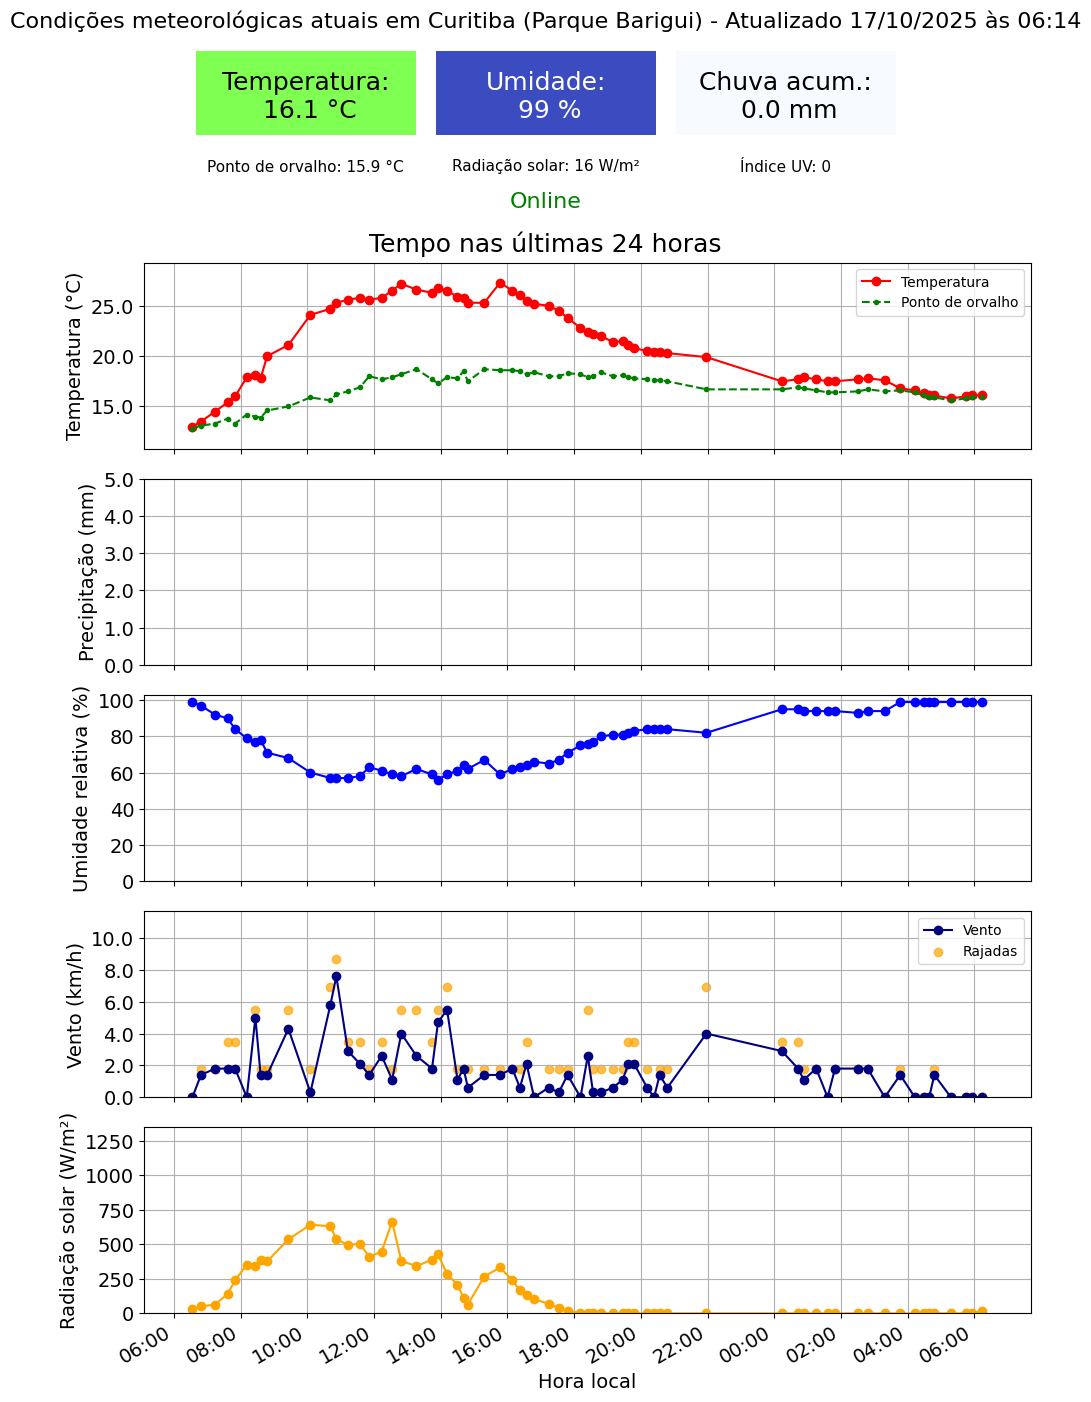 Condições meteorológicas atuais em Curitiba (Parque Barigui) - Atualizado 17/10/2025 às 06:14
Temperatura:
16.1 °C
Umidade:
99 %
Chuva acum.:
0.0 mm
Ponto de orvalho: 15.9 °C
Radiação solar: 16 W/m²
Índice UV: 0
Online
Tempo nas últimas 24 horas
Temperatura (°C)
25.0
20.0
15.0
Temperatura
Ponto de orvalho
Precipitação (mm)
5.0
4.0
3.0
2.0
1.0
0.0
Umidade relativa (%)
100
80
60
40
20
0
Vento (km/h)
10.0
8.0
6.0
4.0
2.0
0.0
Vento
Rajadas
Radiação solar (W/m²)
1250
1000
750
500
250
0
06:00
08:00
10:00
12:00
14:00
16:00
18:00
20:00
22:00
00:00
02:00
04:00
06:00
Hora local